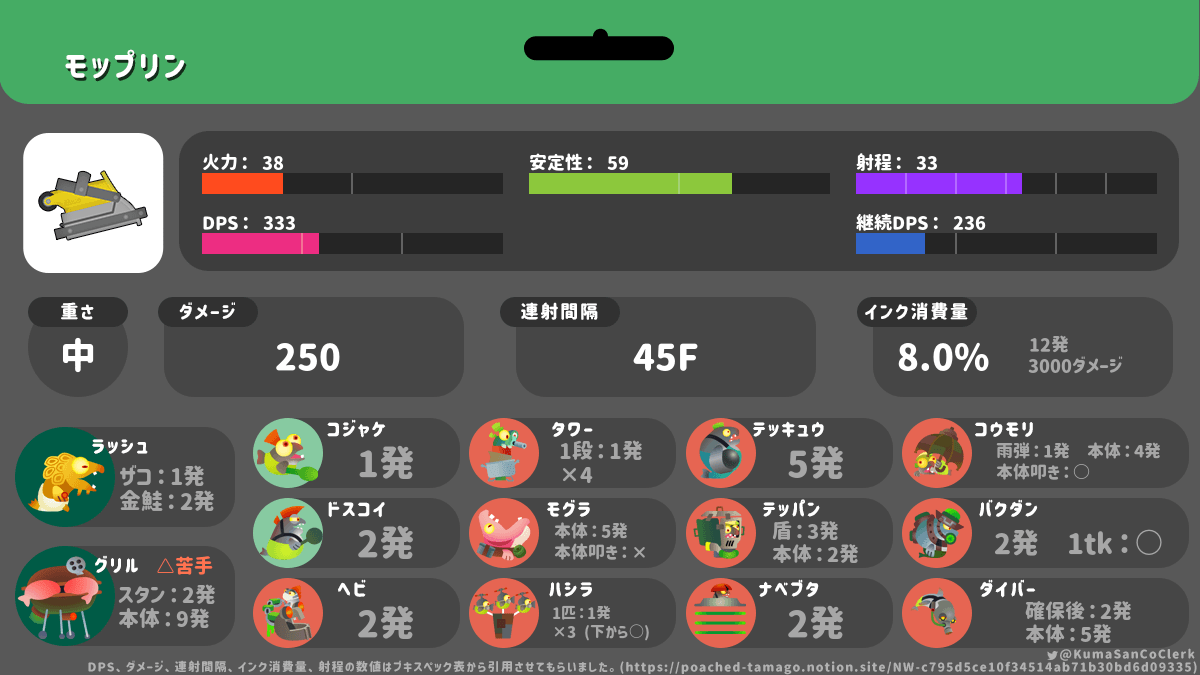 モップリン
火力： 38
安定性： 59
射程： 33
DPS： 333
継続DPS： 236
重さ
中
ダメージ
250
連射間隔
45F
インク消費量
8.0%
12発
3000ダメージ
ラッシュ
ザコ：1発
金鮭：2発
グリル △苦手
スタン：2発
本体：9発
コジャケ
1発
タワー
1段：1発
×4
テッキュウ
5発
コウモリ
雨弾：1発 本体：4発
本体叩き：○
ドスコイ
2発
モグラ
本体：5発
本体叩き：×
テッパン
盾：3発
本体：2発
バクダン
2発 1tk：○
ヘビ
2発
ハシラ
1匹：1発
×3 (下から○)
ナベブタ
2発
ダイバー
確保後：2発
本体：5発
@KumaSanCoClerk
DPS、ダメージ、連射間隔、インク消費量、射程の数値はブキスペック表から引用させてもらいました。(https://poached-tamago.notion.site/NW-c795d5ce10f34514ab71b30bd6d09335)